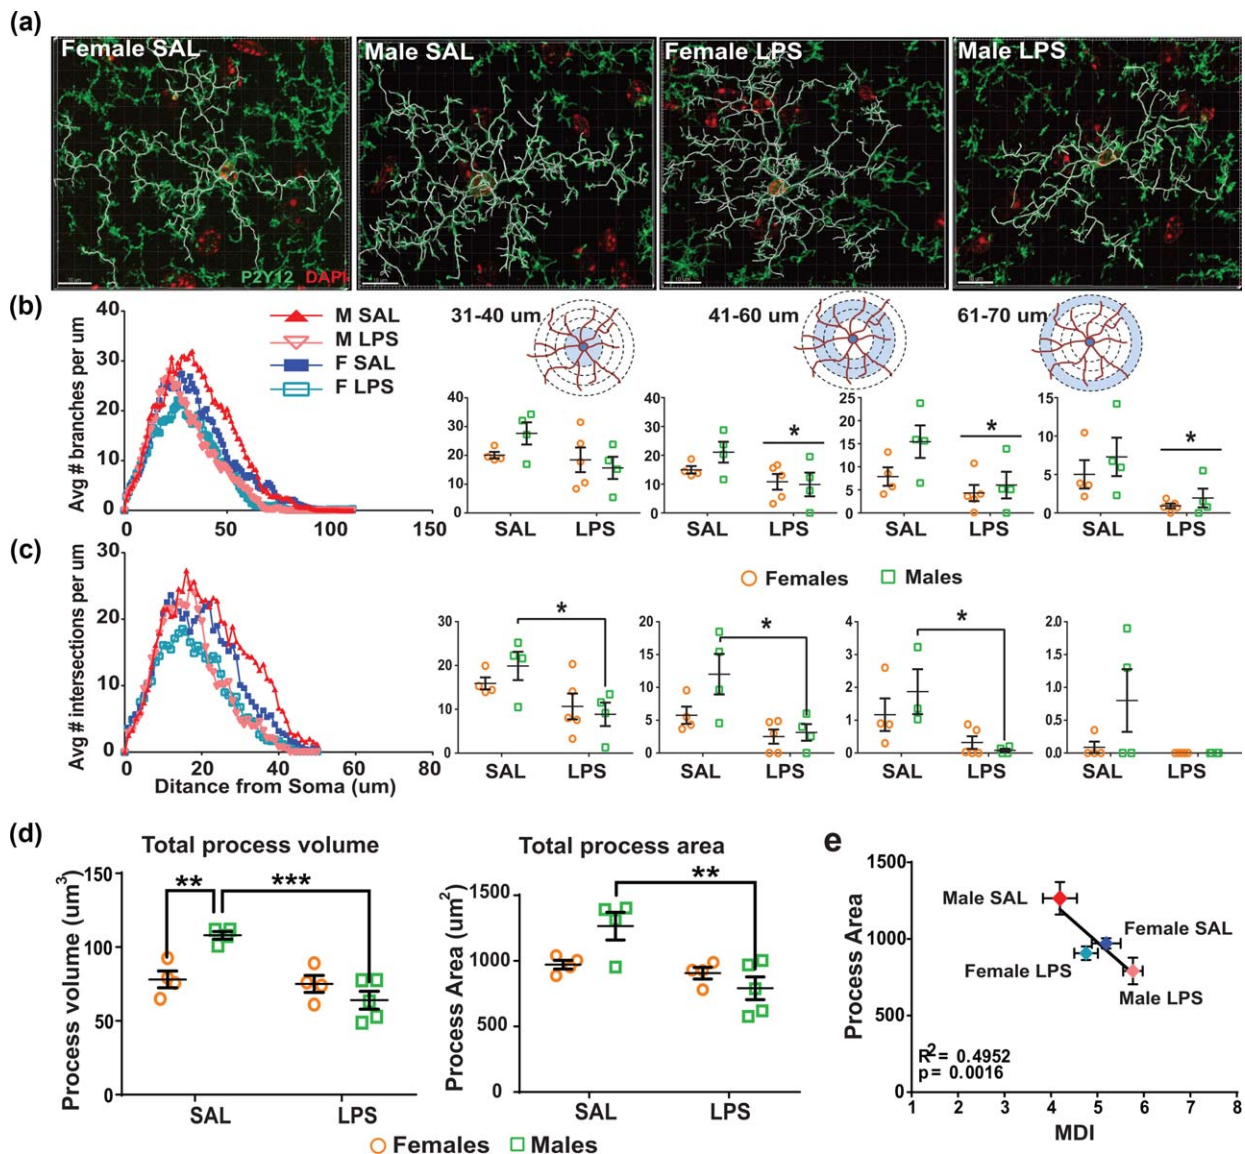 (a)
Female SAL
Male SAL
Female LPS
Male LPS
P2Y12 DAPI
(b)
Avg # branches per um
40
30
20
10
0
0 50 100 150
M SAL
M LPS
F SAL
F LPS
31-40 um
41-60 um
61-70 um
40
30
20
10
0
SAL LPS
40
30
20
10
0
*
SAL LPS
25
20
15
10
5
0
*
SAL LPS
15
10
5
0
*
SAL LPS
(c)
Avg # intersections per um
30
20
10
0
0 20 40 60 80
Ditance from Soma (um)
Females Males
30
20
10
0
*
SAL LPS
20
15
10
5
0
*
SAL LPS
4
3
2
1
0
*
SAL LPS
2.0
1.5
1.0
0.5
0.0
SAL LPS
(d)
Total process volume
Process volume (um3)
150
100
50
0
**
***
SAL LPS
Total process area
Process Area (um2)
1500
1000
500
0
**
SAL LPS
Females Males
e
Process Area
1500
1000
500
0
Male SAL
Female SAL
Female LPS
Male LPS
R2 = 0.4952
p = 0.0016
1 2 3 4 5 6 7 8
MDI